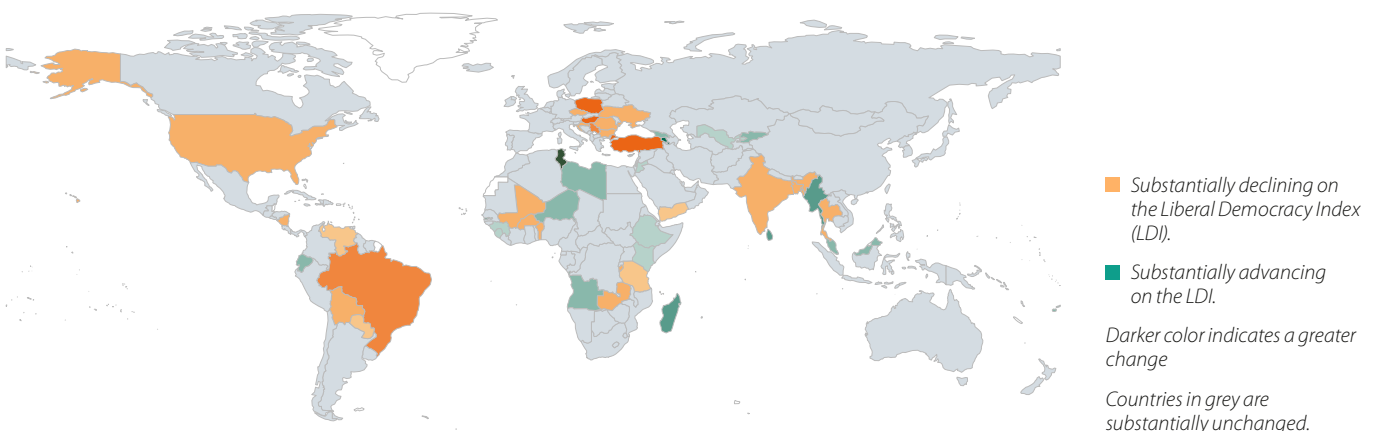 Substantially declining on
the Liberal Democracy Index
(LDI).
Substantially advancing
on the LDI.
Darker color indicates a greater
change
Countries in grey are
substantially unchanged.